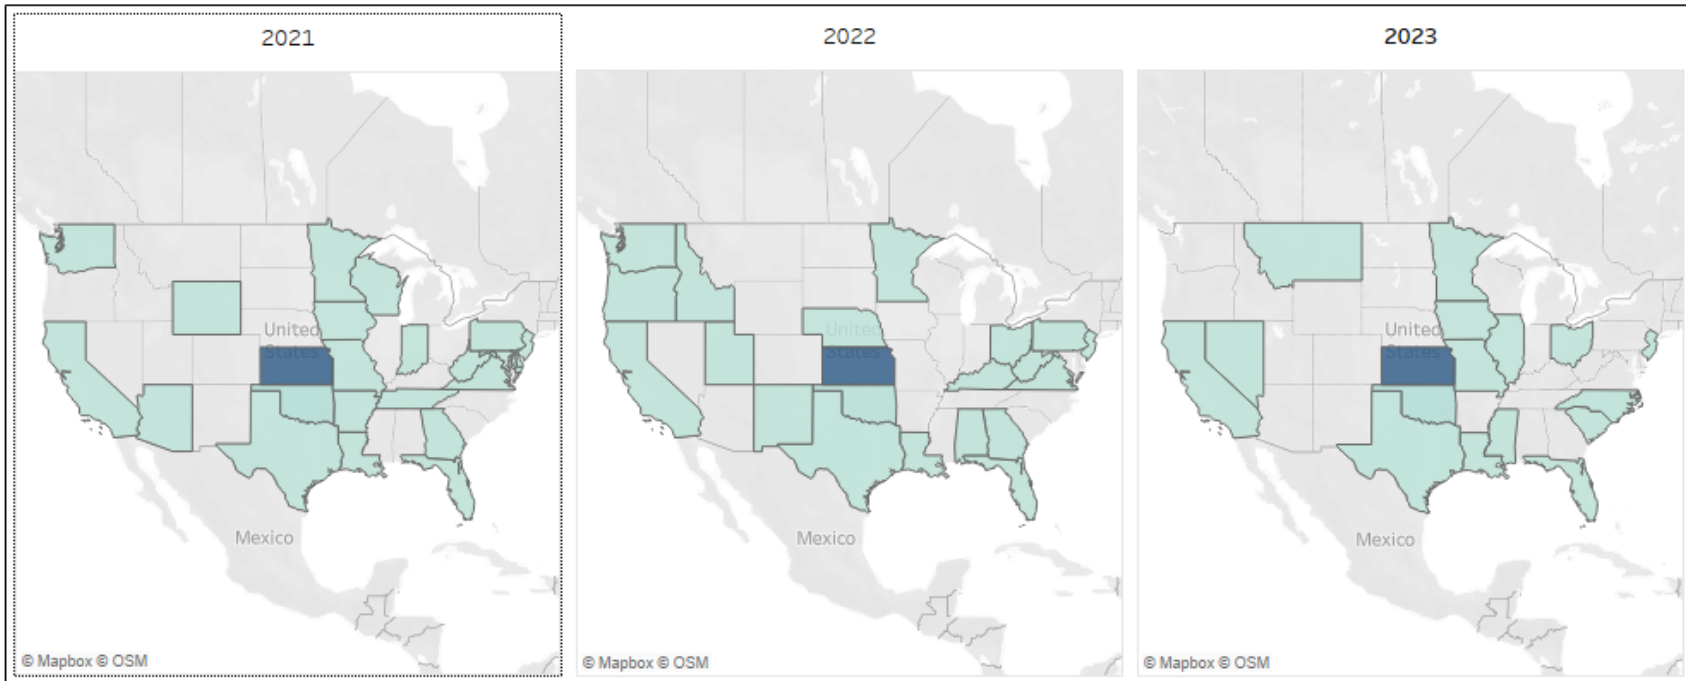 2021
2022
2023
United
States
United
States
United
States
Mexico
Mexico
Mexico
© Mapbox © OSM
© Mapbox © OSM
© Mapbox © OSM